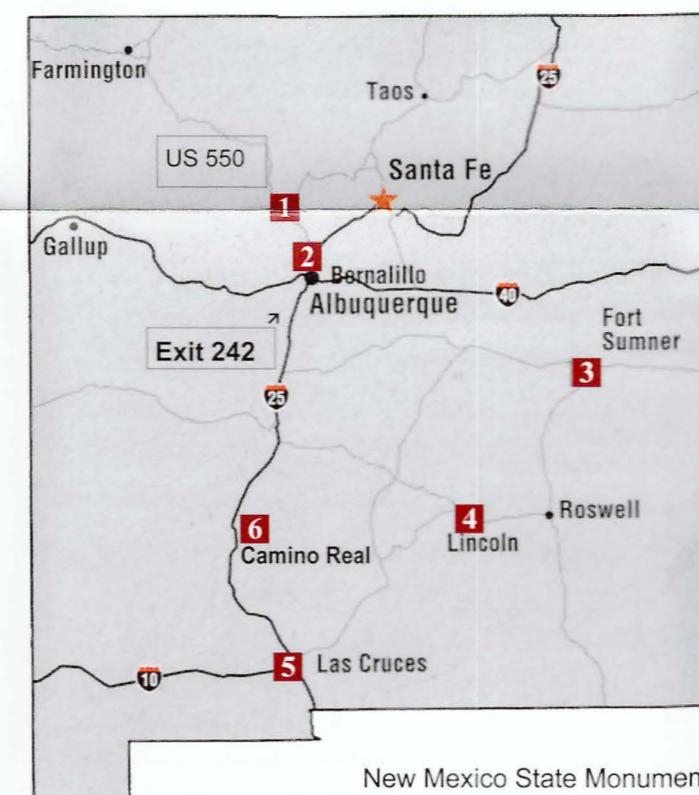 25
Farmington
Taos
US 550
Santa Fe
1
Gallup
2
Bernalillo
Albuquerque
40
Fort
Sumner
Exit 242
3
25
4
Roswell
6
Lincoln
Camino Real
5
Las Cruces
10
New Mexico State Monumen